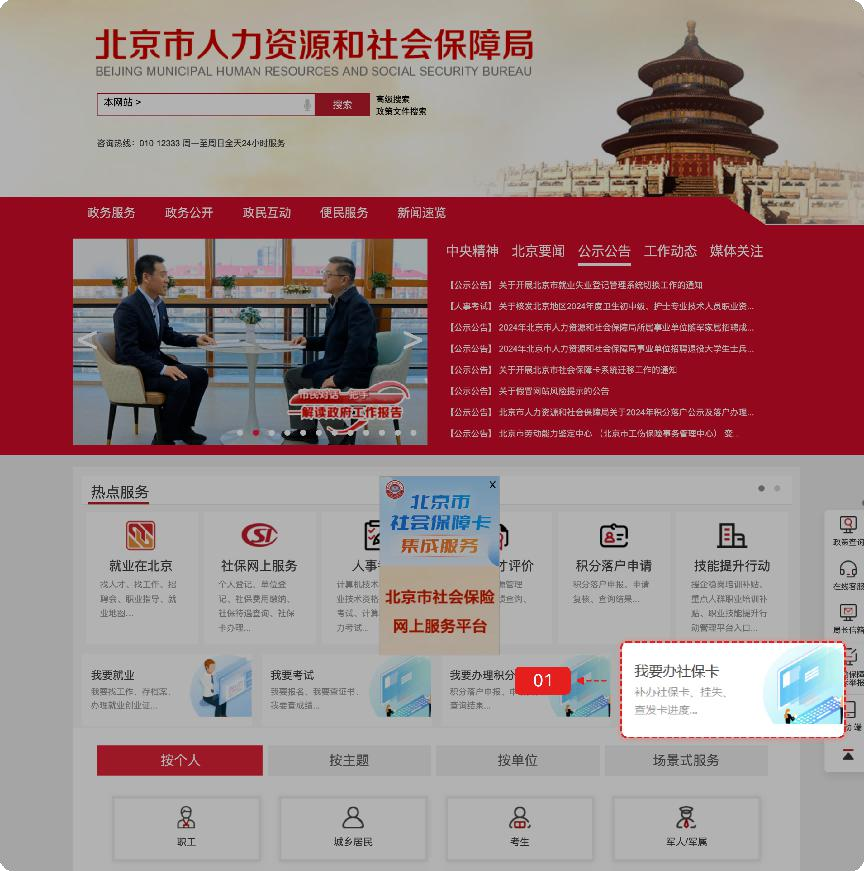 北京市人力资源和社会保障局
BEIJING MUNICIPAL HUMAN RESOURCES AND SOCIAL SECURITY BUREAU
本网站 >
搜索
高级搜索
政策文件搜索
咨询热线：010 12333 周一至周日全天24小时服务
政务服务 政务公开 政民互动 便民服务 新闻速览
中央精神 北京要闻 公示公告 工作动态 媒体关注
【公示公告】 关于开展北京市就业失业登记管理系统切换工作的通知
【人事考试】 关于核发北京地区2024年度卫生初中级、护士专业技术人员职业资...
【公示公告】 2024年北京市人力资源和社会保障局所属事业单位随军家属招聘成...
【公示公告】 2024年北京市人力资源和社会保障局事业单位招聘退役大学生士兵...
【公示公告】 关于开展北京市社会保障卡系统迁移工作的通知
【公示公告】 关于假冒网站风险提示的公告
【公示公告】 北京市人力资源和社会保障局关于2024年积分落户公示及落户办理...
【公示公告】 北京市劳动能力鉴定中心 （北京市工伤保险事务管理中心） 变...
市民对话一把手
解读政府工作报告
热点服务
x
北京市
社会保障卡
集成服务
北京市社会保险
网上服务平台
就业在北京
找人才、找工作、招
聘会、职业指导、就
业地图...
社保网上服务
个人登记、单位登
记、社保费用缴纳、
社保待遇查询、社保
卡办理...
人事
计算机技术
业技术资格
考试、计算
力考试...
才评价
积分落户申请
积分落户申报、申请
复核、查询结果...
技能提升行动
援企稳岗培训补贴、
重点人群职业培训补
贴、职业技能提升行
动管理平台入口...
我要就业
我要找工作、存档案、
办理就业创业证...
我要考试
我要报名、我要查证书、
我要查成绩...
我要办理积分
积分落户申报、申
查询结果...
01
我要办社保卡
补办社保卡、挂失、
查发卡进度...
政策查询
在线客服
局长信箱
按个人 按主题 按单位 场景式服务
职工 城乡居民 考生 军人/军属